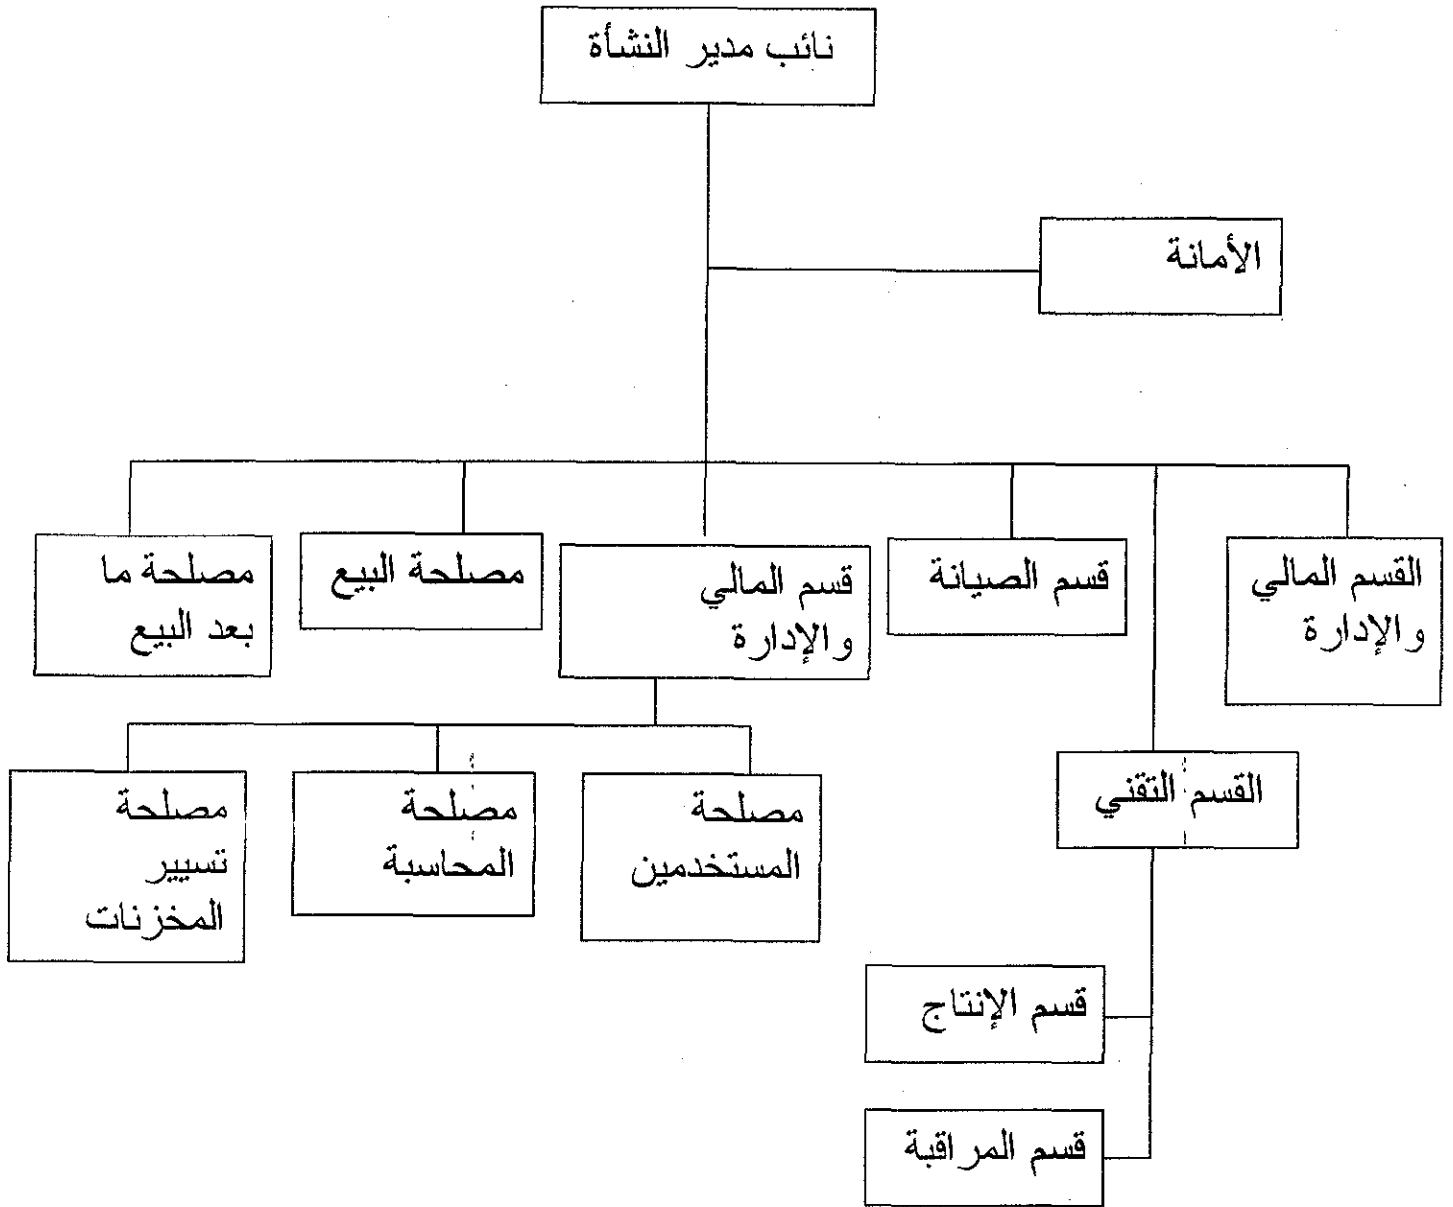 نائب مدير النشأة
الأمانة
القسم المالي
والإدارة
قسم الصيانة
قسم المالي
والإدارة
مصلحة البيع
مصلحة ما
بعد البيع
القسم التقني
مصلحة
المستخدمين
مصلحة
المحاسبة
مصلحة
تسيير
المخزنات
قسم الإنتاج
قسم المراقبة